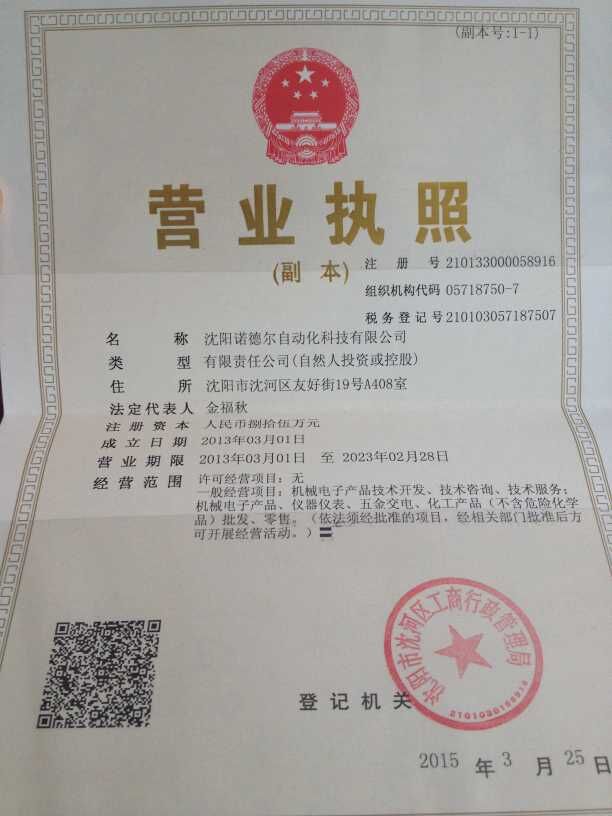 (副本号:1-1)
营业执照
(副 本)
注 册 号 210133000058916
组织机构代码 05718750-7
税务登记号 210103057187507
名 称 沈阳诺德尔自动化科技有限公司
类 型 有限责任公司(自然人投资或控股)
住 所 沈阳市沈河区友好街19号A408室
法定代表人 金福秋
注册资本 人民币捌拾伍万元
成立日期 2013年03月01日
营业期限 2013年03月01日 至 2023年02月28日
经营范围 许可经营项目：无
一般经营项目：机械电子产品技术开发、技术咨询、技术服务；
机械电子产品、仪器仪表、五金交电、化工产品（不含危险化学
品）批发、零售。（依法须经批准的项目，经相关部门批准后方
可开展经营活动。）
沈阳市沈河区工商行政管理局
登记机关
2015 年 3 月 25 日